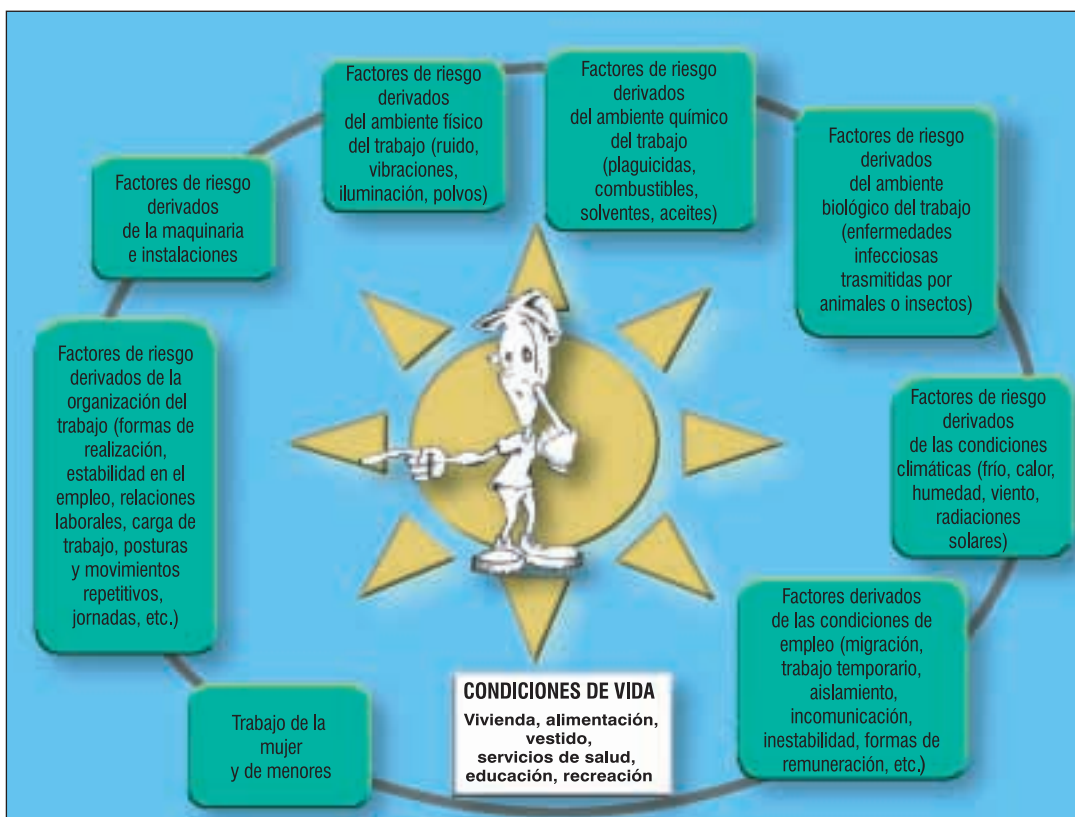 Factores de riesgo
derivados
del ambiente físico
del trabajo (ruido,
vibraciones,
iluminación, polvos)
Factores de riesgo
derivados
del ambiente químico
del trabajo
(plaguicidas,
combustibles,
solventes, aceites)
Factores de riesgo
derivados
del ambiente
biológico del trabajo
(enfermedades
infecciosas
trasmitidas por
animales o insectos)
Factores de riesgo
derivados
de las condiciones
climáticas (frío, calor,
humedad, viento,
radiaciones
solares)
Factores derivados
de las condiciones de
empleo (migración,
trabajo temporario,
aislamiento,
incomunicación,
inestabilidad, formas de
remuneración, etc.)
CONDICIONES DE VIDA
Vivienda, alimentación,
vestido,
servicios de salud,
educación, recreación
Trabajo de la
mujer
y de menores
Factores de riesgo
derivados de la
organización del
trabajo (formas de
realización,
estabilidad en el
empleo, relaciones
laborales, carga de
trabajo, posturas
y movimientos
repetitivos,
jornadas, etc.)
Factores de riesgo
derivados
de la maquinaria
e instalaciones